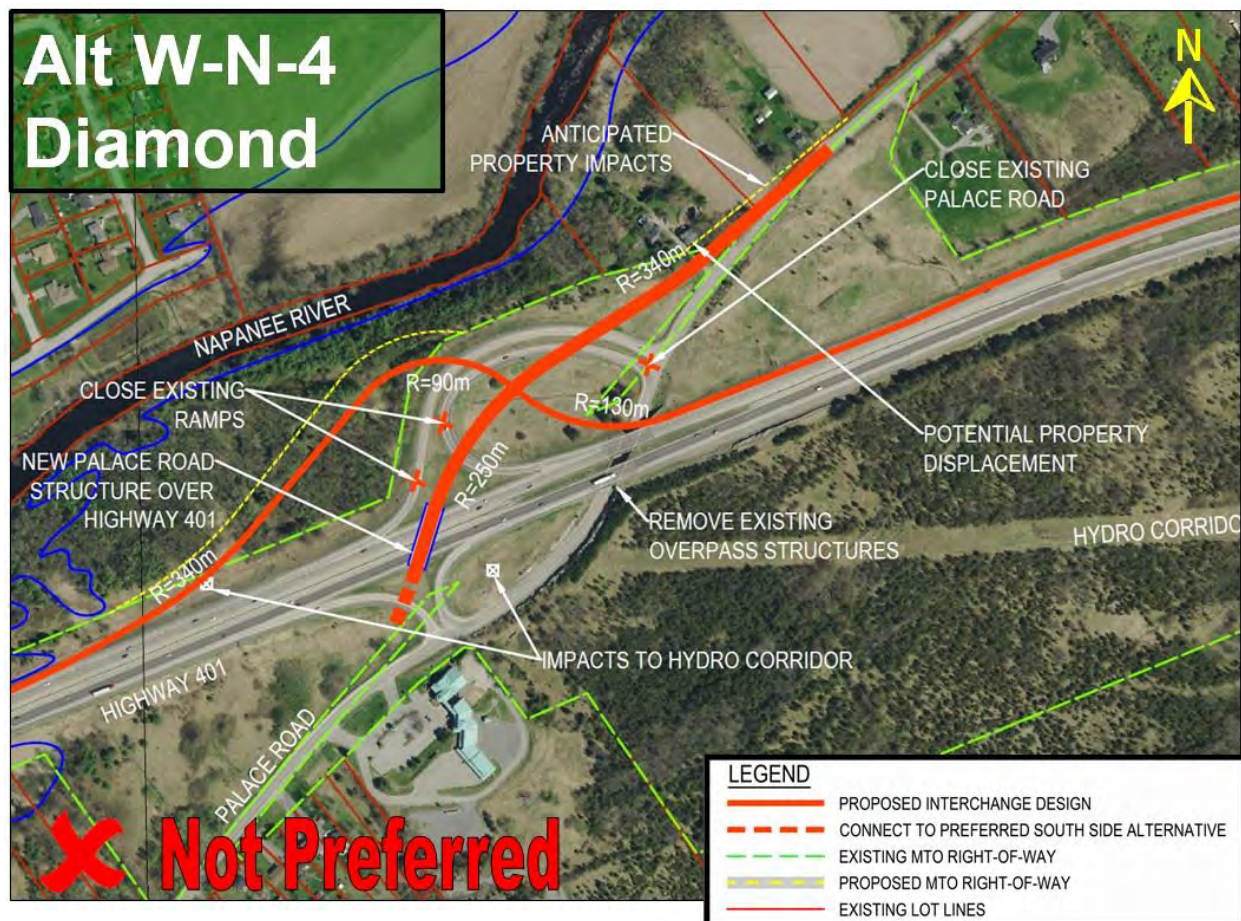 Alt W-N-4
Diamond
N
ANTICIPATED
PROPERTY IMPACTS
CLOSE EXISTING
PALACE ROAD
R=340m
NAPANEE RIVER
CLOSE EXISTING
RAMPS
R=90m
R=130m
NEW PALACE ROAD
STRUCTURE OVER
HIGHWAY 401
R=250m
POTENTIAL PROPERTY
DISPLACEMENT
REMOVE EXISTING
OVERPASS STRUCTURES
HYDRO CORRIDO
R=340m
IMPACTS TO HYDRO CORRIDOR
HIGHWAY 401
PALACE ROAD
Not Preferred
LEGEND
PROPOSED INTERCHANGE DESIGN
CONNECT TO PREFERRED SOUTH SIDE ALTERNATIVE
EXISTING MTO RIGHT-OF-WAY
PROPOSED MTO RIGHT-OF-WAY
EXISTING LOT LINES